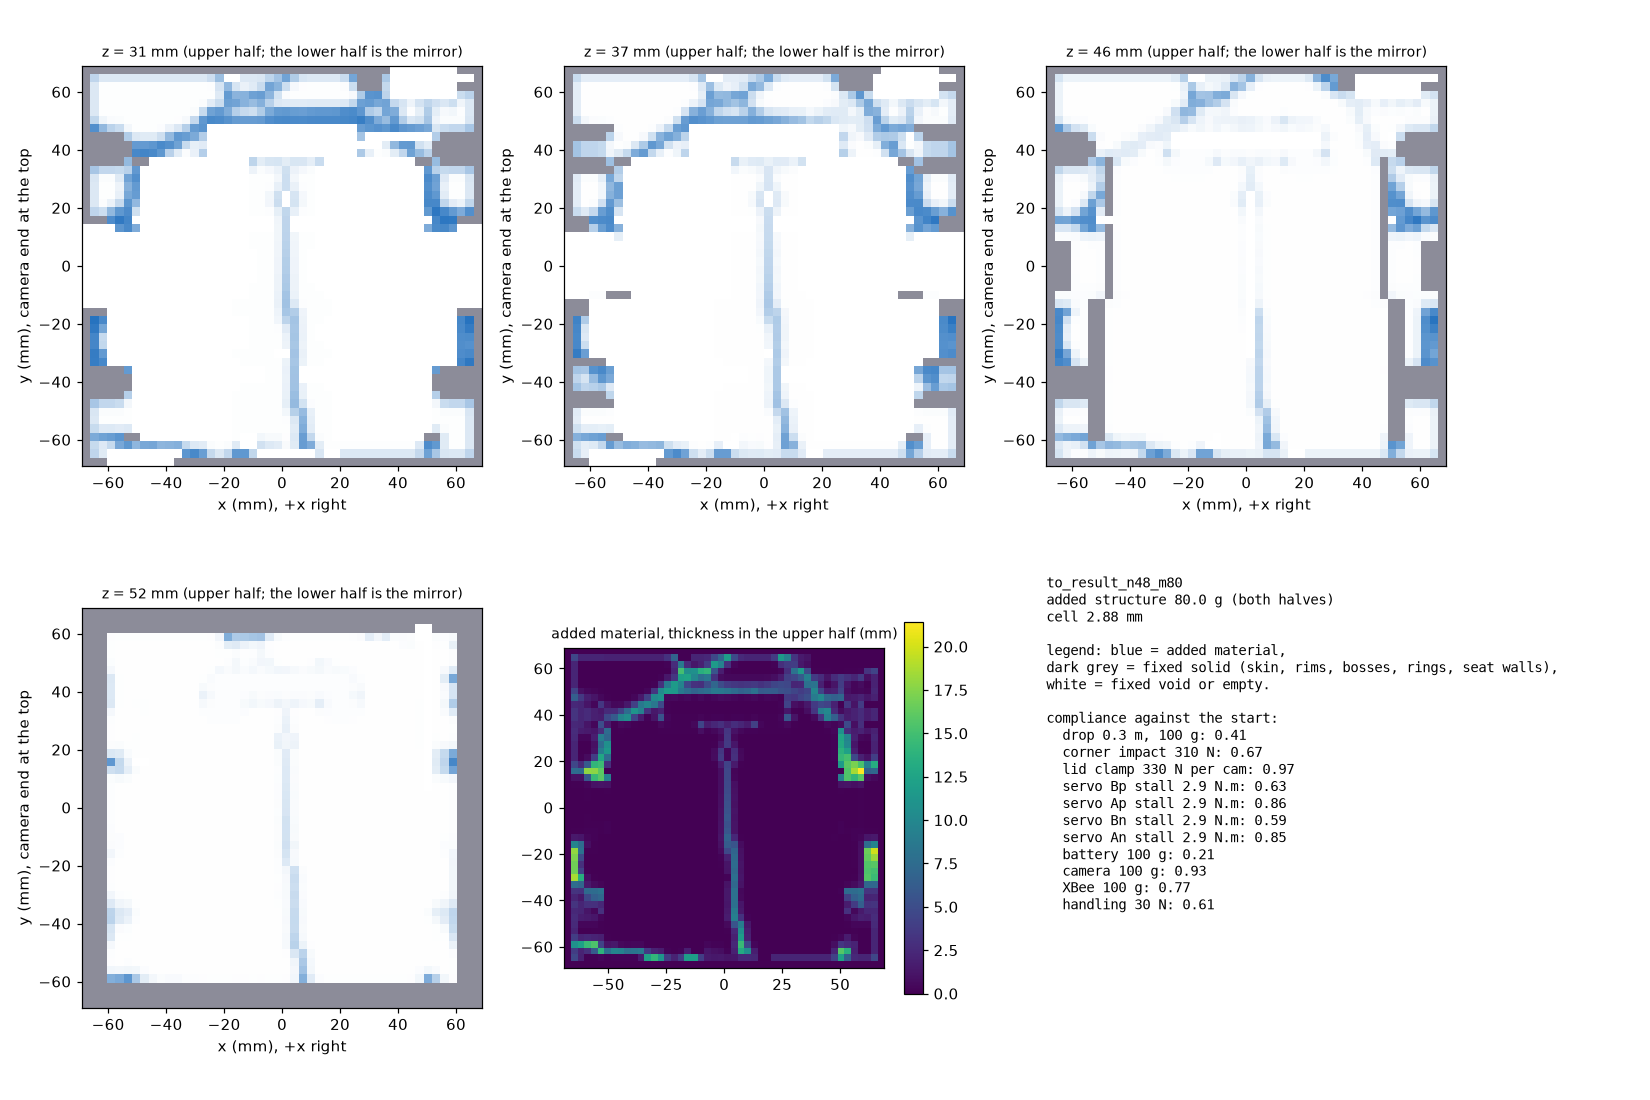 z = 31 mm (upper half; the lower half is the mirror)
60
40
20
0
−20
−40
−60
−60
−40
−20
0
20
40
60
x (mm), +x right
y (mm), camera end at the top
z = 37 mm (upper half; the lower half is the mirror)
60
40
20
0
−20
−40
−60
−60
−40
−20
0
20
40
60
x (mm), +x right
y (mm), camera end at the top
z = 46 mm (upper half; the lower half is the mirror)
60
40
20
0
−20
−40
−60
−60
−40
−20
0
20
40
60
x (mm), +x right
y (mm), camera end at the top
z = 52 mm (upper half; the lower half is the mirror)
60
40
20
0
−20
−40
−60
−60
−40
−20
0
20
40
60
x (mm), +x right
y (mm), camera end at the top
added material, thickness in the upper half (mm)
60
40
20
0
−20
−40
−60
−50
−25
0
25
50
20.0
17.5
15.0
12.5
10.0
7.5
5.0
2.5
0.0
to_result_n48_m80
added structure 80.0 g (both halves)
cell 2.88 mm
legend: blue = added material,
dark grey = fixed solid (skin, rims, bosses, rings, seat walls),
white = fixed void or empty.
compliance against the start:
drop 0.3 m, 100 g: 0.41
corner impact 310 N: 0.67
lid clamp 330 N per cam: 0.97
servo Bp stall 2.9 N.m: 0.63
servo Ap stall 2.9 N.m: 0.86
servo Bn stall 2.9 N.m: 0.59
servo An stall 2.9 N.m: 0.85
battery 100 g: 0.21
camera 100 g: 0.93
XBee 100 g: 0.77
handling 30 N: 0.61